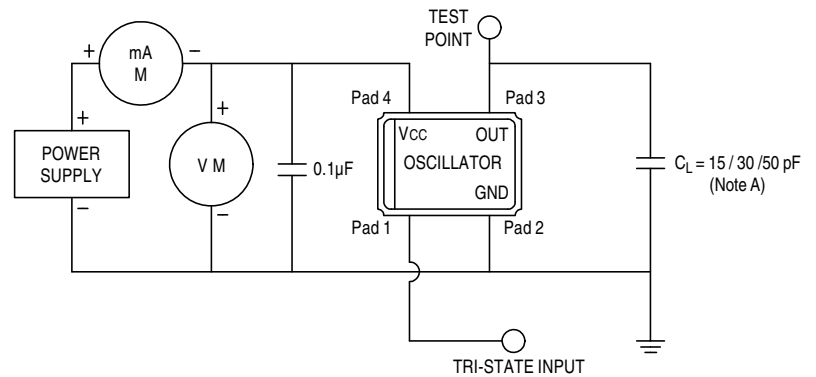 TEST
POINT
+
mA
M
−
Pad 4
Pad 3
+
POWER
SUPPLY
−
+
V M
−
0.1µF
VCC
OUT
OSCILLATOR
GND
CL = 15 / 30 /50 pF
(Note A)
Pad 1
Pad 2
TRI-STATE INPUT